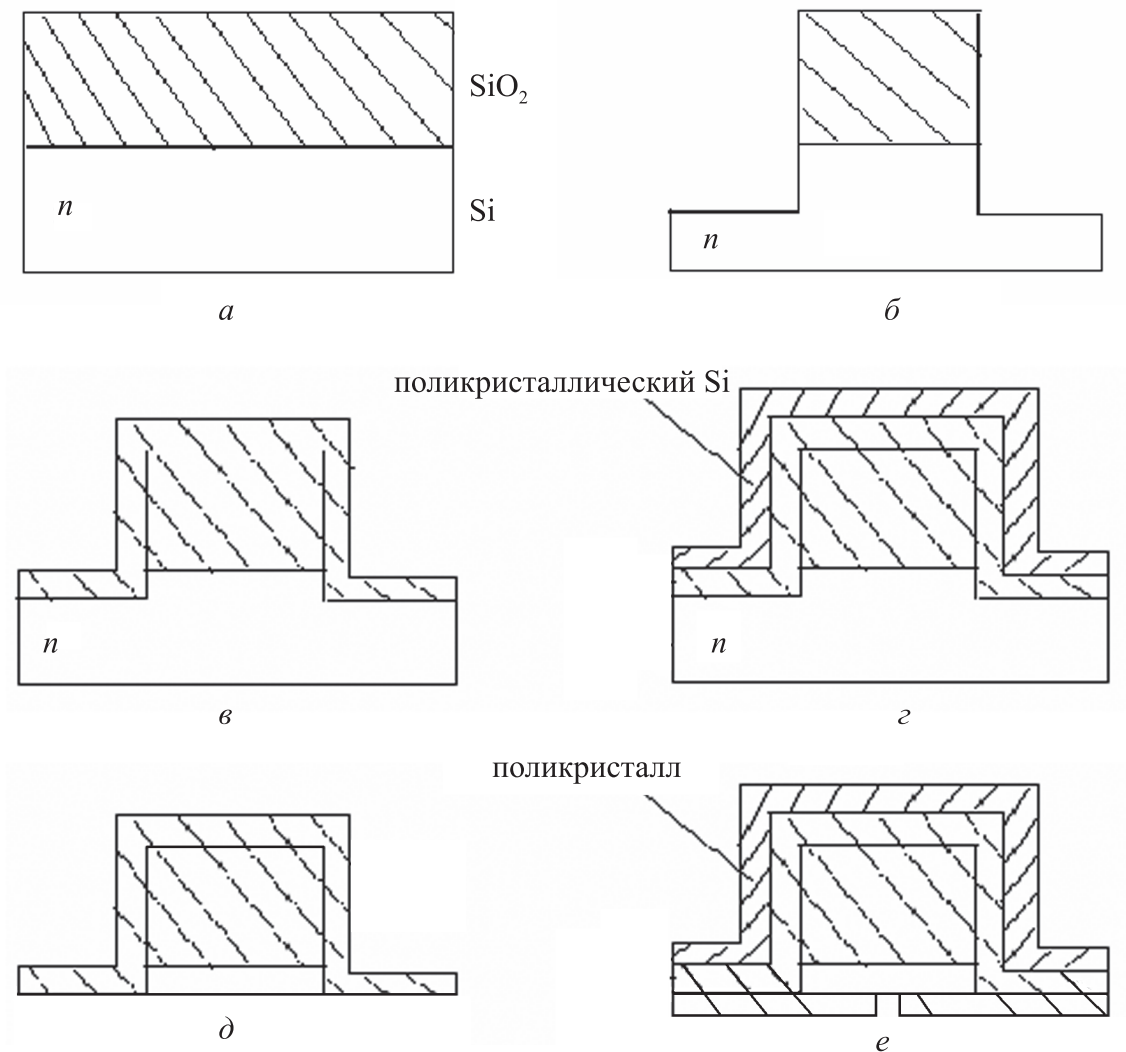 SiO₂
n
Si
n
а
б
поликристаллический Si
n
n
в
г
поликристалл
д
е